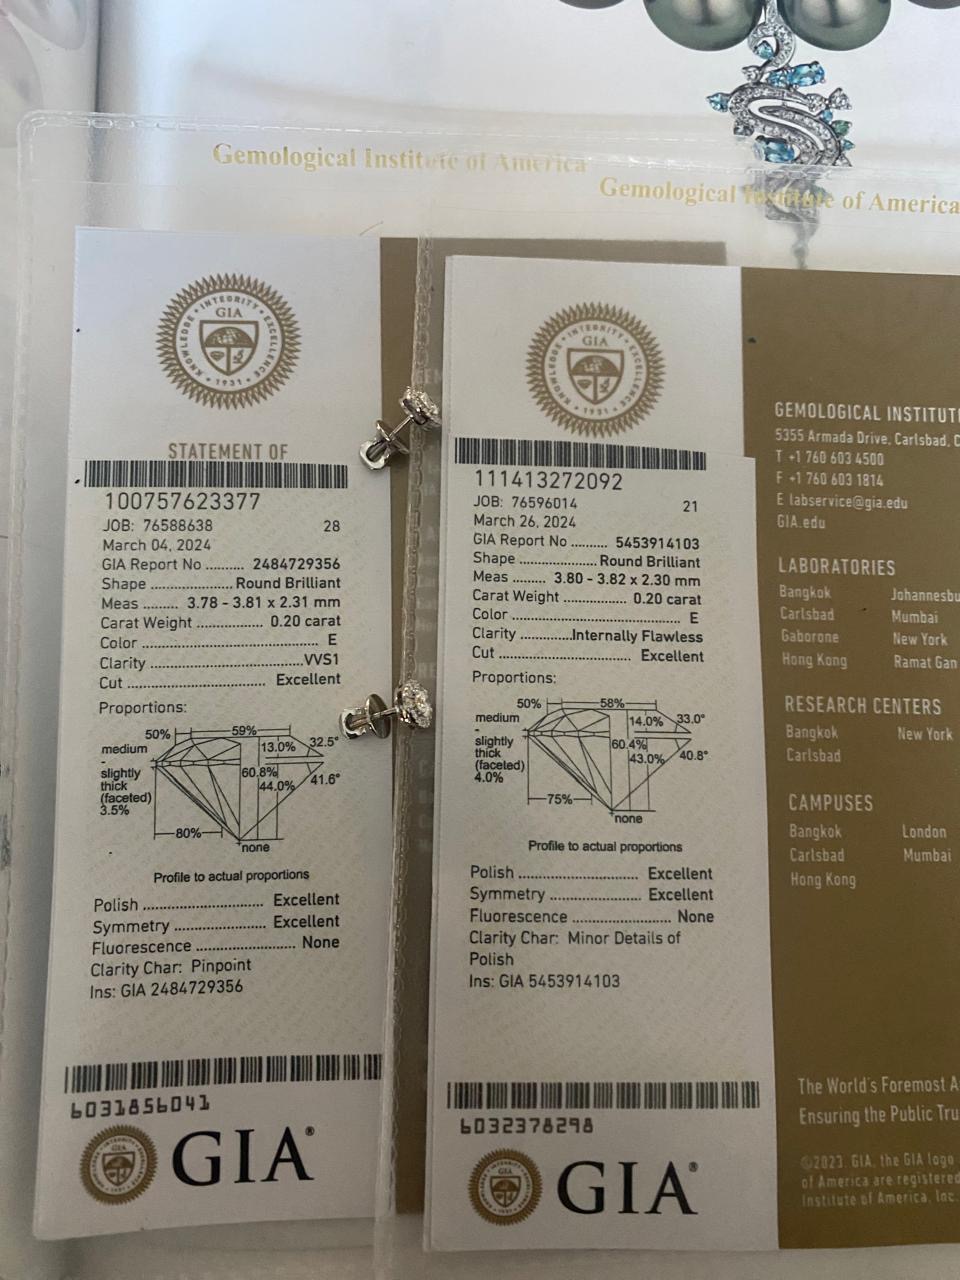 Gemological Institute of America
Gemological Institute of America
KNOWLEDGE • INTEGRITY • EXCELLENCE
GIA
• 1931 •
STATEMENT OF
100757623377
JOB: 76588638 28
March 04, 2024
GIA Report No .......... 2484729356
Shape .................. Round Brilliant
Meas ........ 3.78 - 3.81 x 2.31 mm
Carat Weight ................ 0.20 carat
Color .......................................... E
Clarity ....................................VVS1
Cut .............................. Excellent
Proportions:
50% 59%
medium
-
slightly
thick
(faceted)
3.5%
13.0% 32.5°
60.8%
44.0% 41.6°
80%
none
Profile to actual proportions
Polish .......................... Excellent
Symmetry .................... Excellent
Fluorescence ..................... None
Clarity Char: Pinpoint
Ins: GIA 2484729356
6031856041
GIA®
KNOWLEDGE • INTEGRITY • EXCELLENCE
GIA
• 1931 •
111413272092
JOB: 76596014 21
March 26, 2024
GIA Report No .......... 5453914103
Shape .................. Round Brilliant
Meas ........ 3.80 - 3.82 x 2.30 mm
Carat Weight ................ 0.20 carat
Color .......................................... E
Clarity ............Internally Flawless
Cut .............................. Excellent
Proportions:
50% 58%
medium
-
slightly
thick
(faceted)
4.0%
14.0% 33.0°
60.4%
43.0% 40.8°
75%
none
Profile to actual proportions
Polish .......................... Excellent
Symmetry .................... Excellent
Fluorescence ..................... None
Clarity Char: Minor Details of
Polish
Ins: GIA 5453914103
6032378298
GIA®
GEMOLOGICAL INSTITUT
5355 Armada Drive, Carlsbad, C
T +1 760 603 4500
F +1 760 603 1814
E labservice@gia.edu
GIA.edu
LABORATORIES
Bangkok Johannesbu
Carlsbad Mumbai
Gaborone New York
Hong Kong Ramat Gan
RESEARCH CENTERS
Bangkok New York
Carlsbad
CAMPUSES
Bangkok London
Carlsbad Mumbai
Hong Kong
The World's Foremost A
Ensuring the Public Tru
©2023. GIA, the GIA logo
of America are registered
Institute of America, Inc.